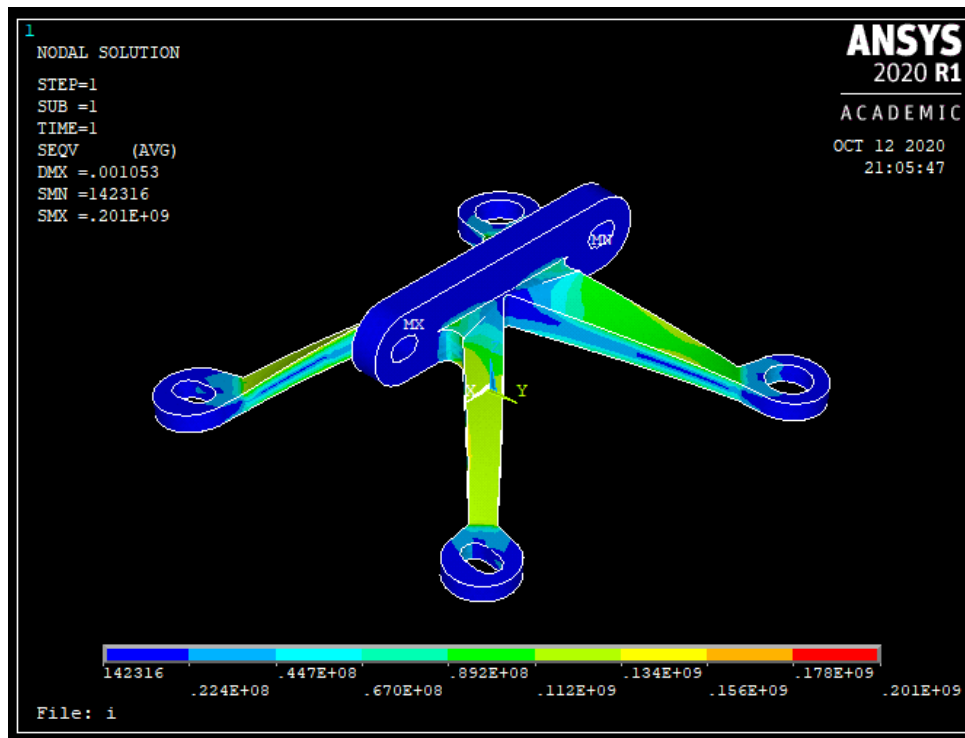 1
NODAL SOLUTION
STEP=1
SUB =1
TIME=1
SEQV (AVG)
DMX =.001053
SMN =142316
SMX =.201E+09
ANSYS
2020 R1
ACADEMIC
OCT 12 2020
21:05:47
MN
MX
X Y
142316 .447E+08 .892E+08 .134E+09 .178E+09
.224E+08 .670E+08 .112E+09 .156E+09 .201E+09
File: i